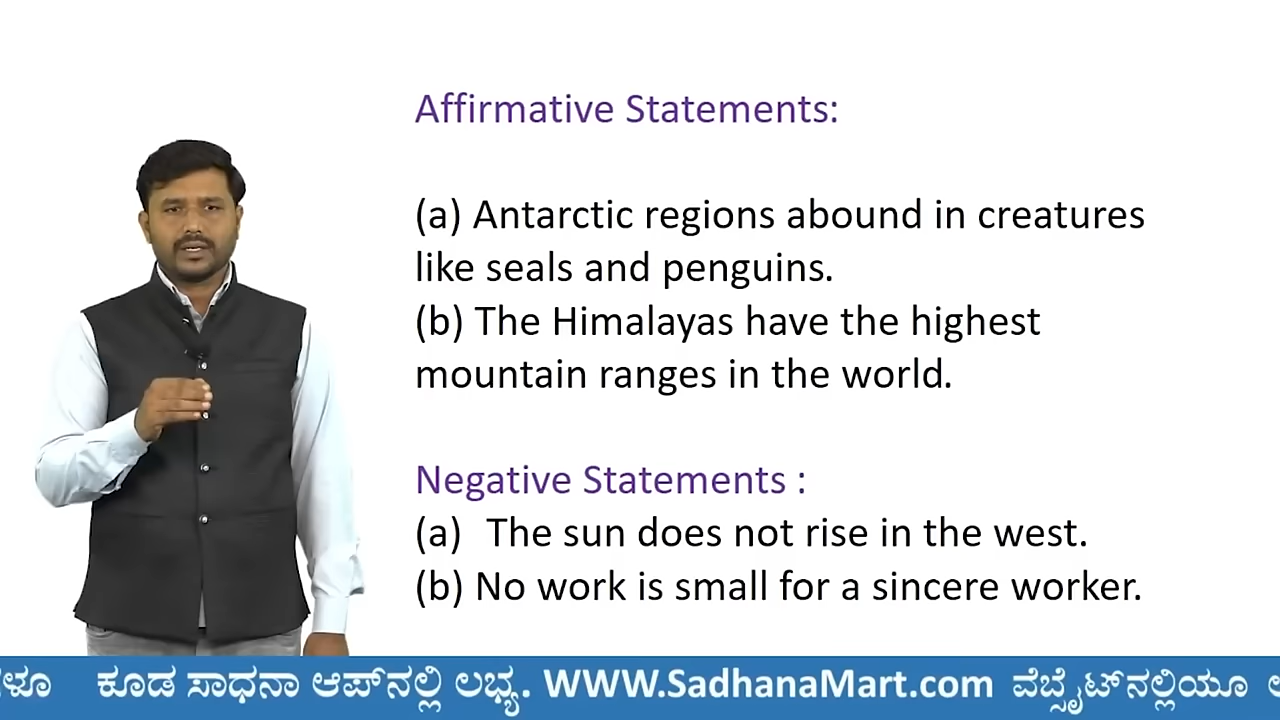 Affirmative Statements:
(a) Antarctic regions abound in creatures
like seals and penguins.
(b) The Himalayas have the highest
mountain ranges in the world.
Negative Statements :
(a) The sun does not rise in the west.
(b) No work is small for a sincere worker.
ಕೂಡ ಸಾಧನಾ ಆಪ್‌ನಲ್ಲಿ ಲಭ್ಯ. WWW.SadhanaMart.com ವೆಬ್ಸೈಟ್‌ನಲ್ಲಿಯೂ